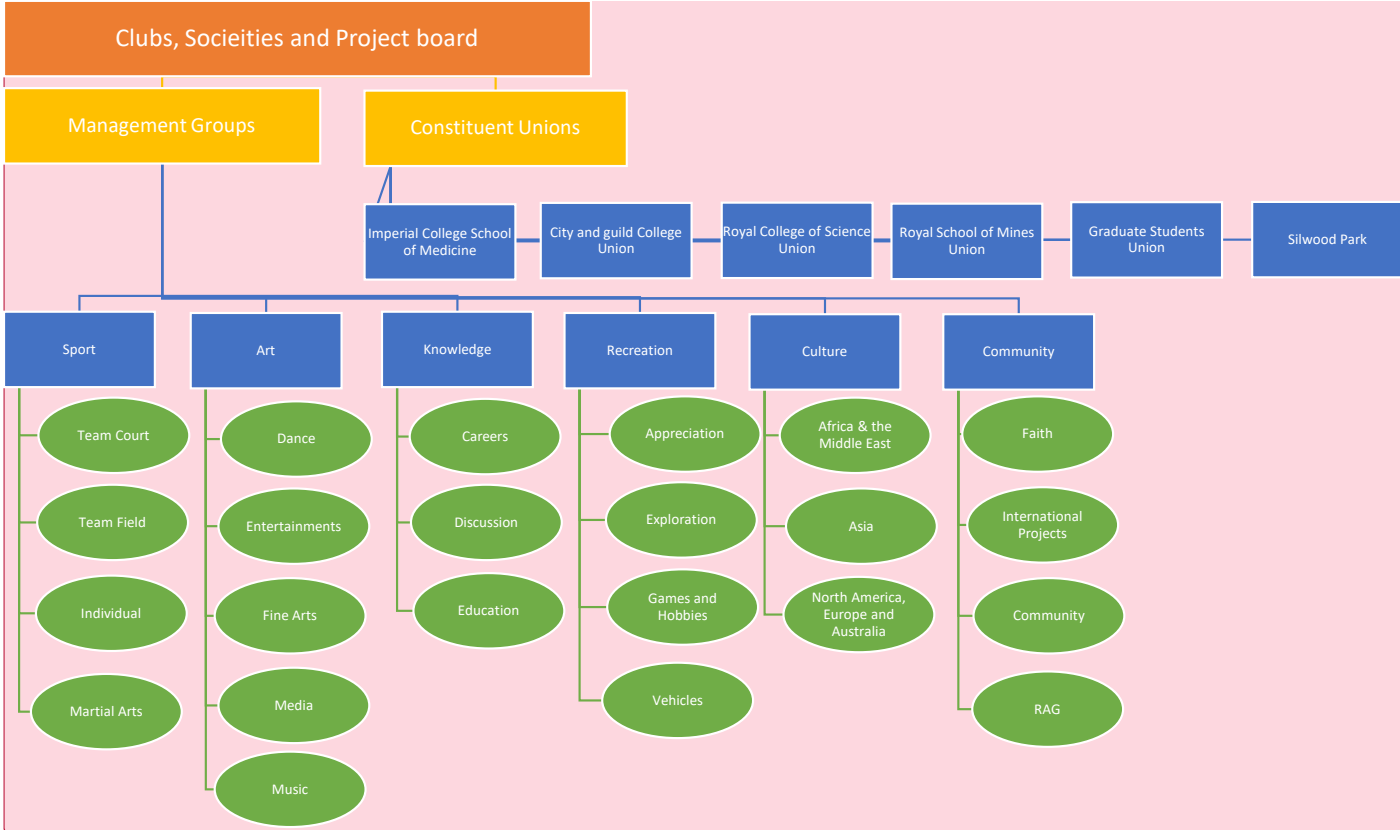 Clubs, Socieities and Project board
Management Groups
Constituent Unions
Imperial College School
of Medicine
City and guild College
Union
Royal College of Science
Union
Royal School of Mines
Union
Graduate Students
Union
Silwood Park
Sport
Art
Knowledge
Recreation
Culture
Community
Team Court
Team Field
Individual
Martial Arts
Dance
Entertainments
Fine Arts
Media
Music
Careers
Discussion
Education
Appreciation
Exploration
Games and
Hobbies
Vehicles
Africa & the
Middle East
Asia
North America,
Europe and
Australia
Faith
International
Projects
Community
RAG